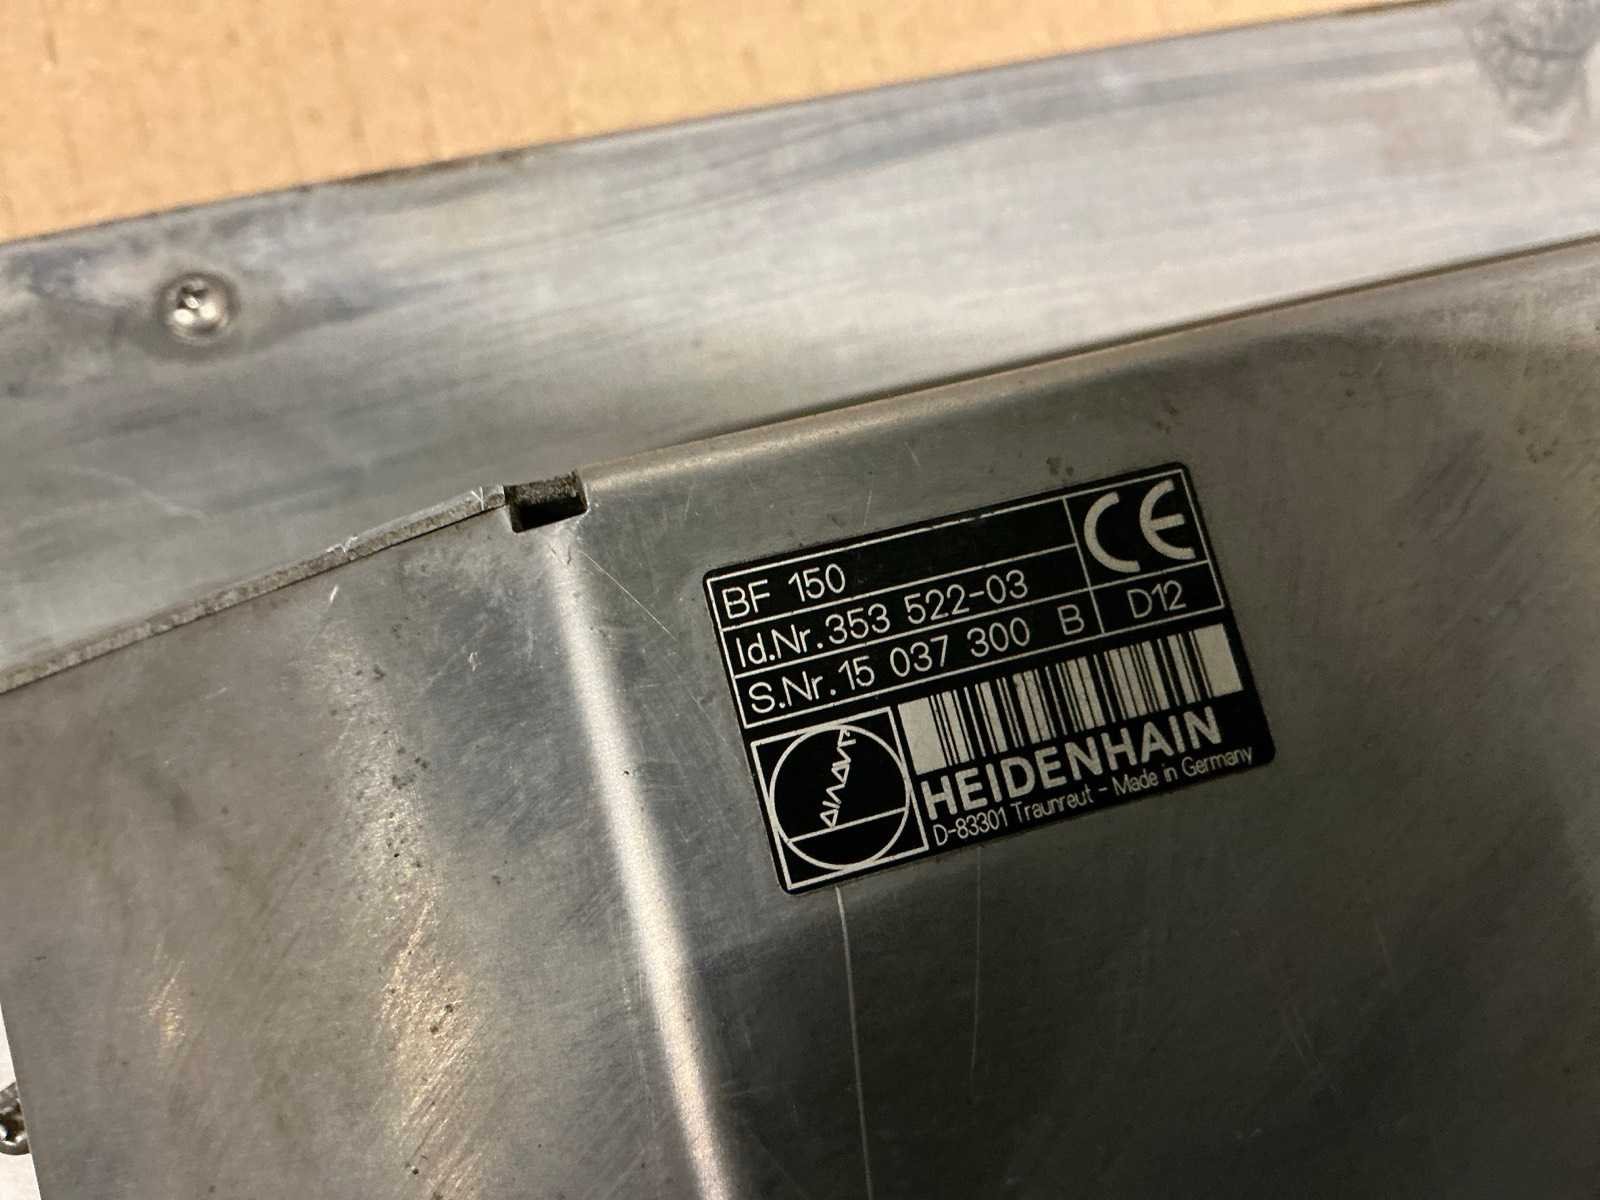 BF 150
CE
Id.Nr. 353 522-03
S.Nr. 15 037 300 B D12
HEIDENHAIN
D-83301 Traunreut - Made in Germany